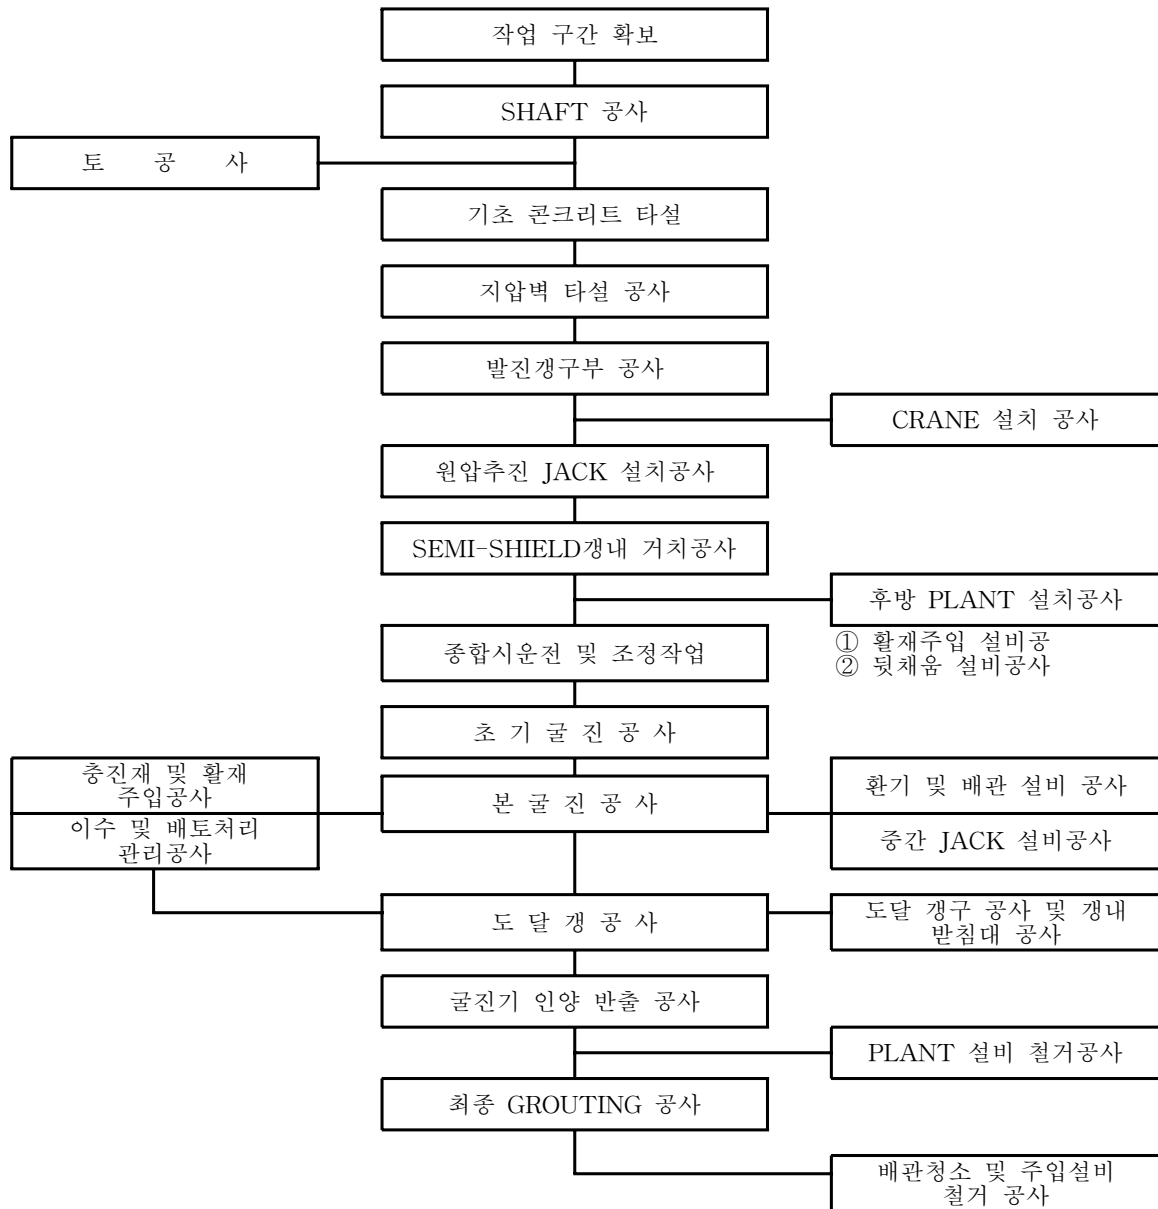 작업 구간 확보
SHAFT 공사
토 공 사
기초 콘크리트 타설
지압벽 타설 공사
발진갱구부 공사
CRANE 설치 공사
원압추진 JACK 설치공사
SEMI-SHIELD갱내 거치공사
후방 PLANT 설치공사
① 활재주입 설비공
② 뒷채움 설비공사
종합시운전 및 조정작업
초 기 굴 진 공 사
충진재 및 활재
주입공사
본 굴 진 공 사
환기 및 배관 설비 공사
이수 및 배토처리
관리공사
중간 JACK 설비공사
도 달 갱 공 사
도달 갱구 공사 및 갱내
받침대 공사
굴진기 인양 반출 공사
PLANT 설비 철거공사
최종 GROUTING 공사
배관청소 및 주입설비
철거 공사